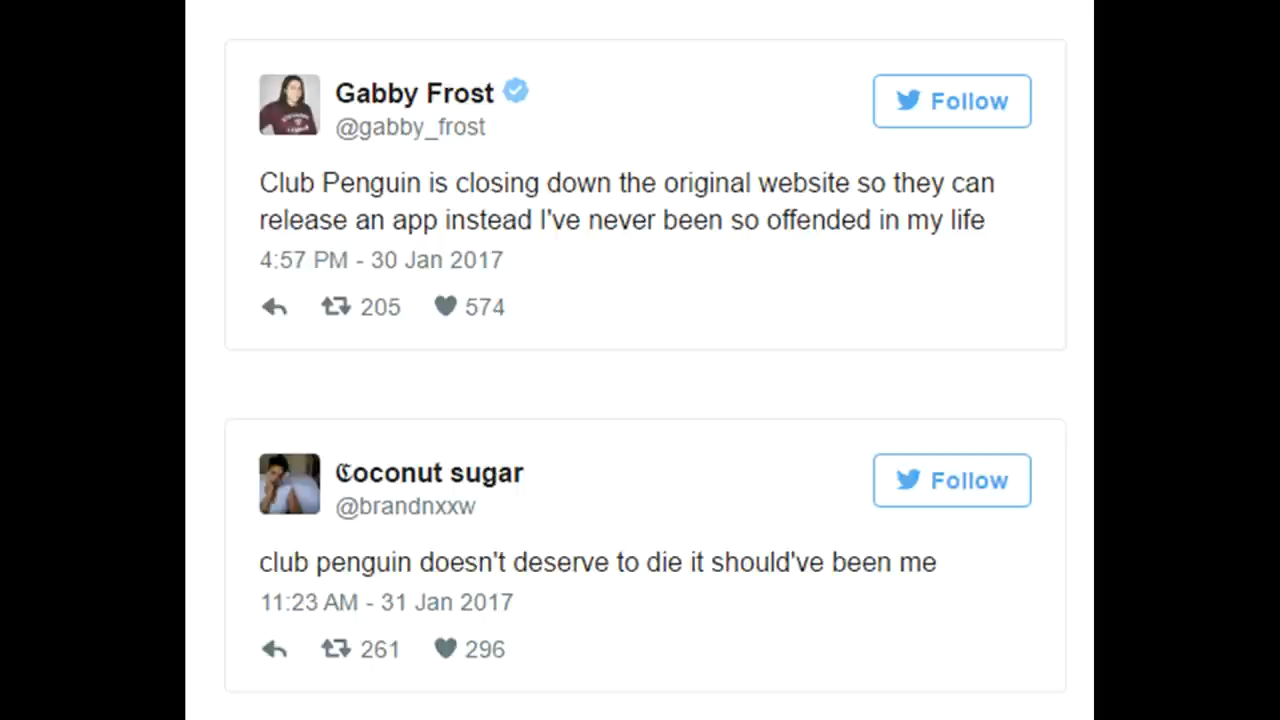 Gabby Frost
Follow
@gabby_frost
Club Penguin is closing down the original website so they can
release an app instead I've never been so offended in my life
4:57 PM - 30 Jan 2017
205 574
ℭoconut sugar
Follow
@brandnxxw
club penguin doesn't deserve to die it should've been me
11:23 AM - 31 Jan 2017
261 296